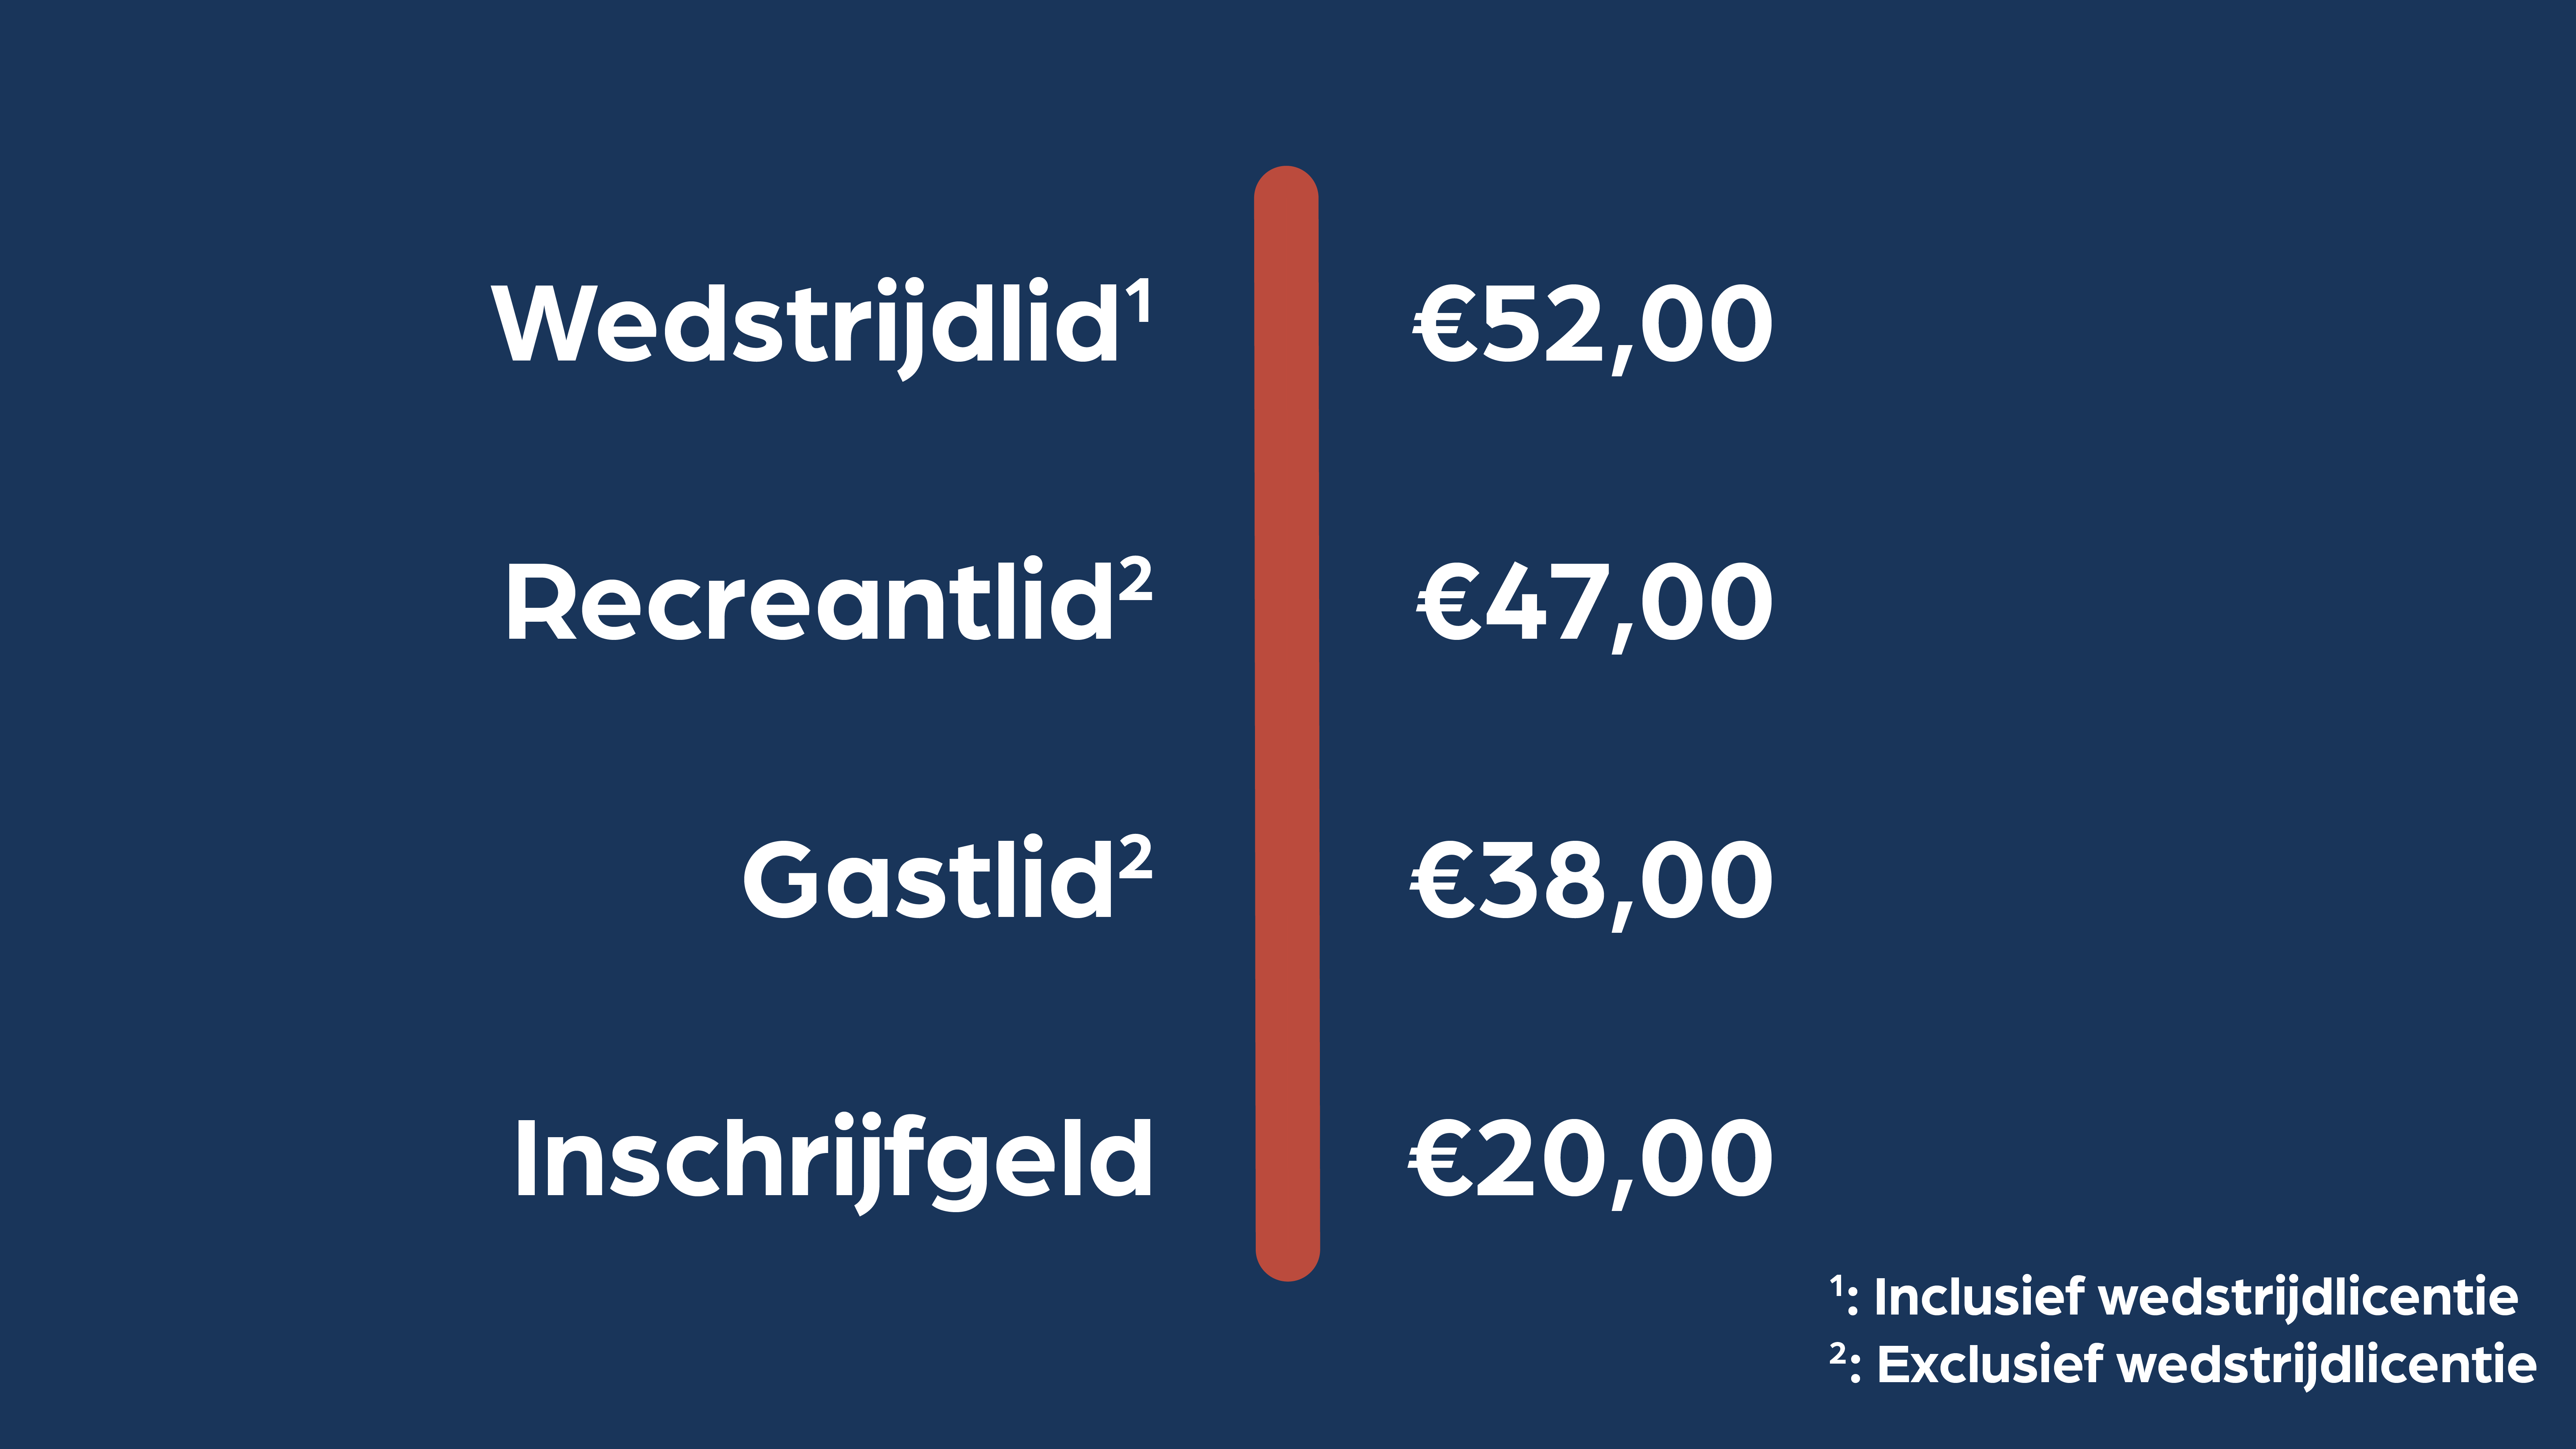 Wedstrijdlid¹ €52,00
Recreantlid² €47,00
Gastlid² €38,00
Inschrijfgeld €20,00
¹: Inclusief wedstrijdlicentie
²: Exclusief wedstrijdlicentie